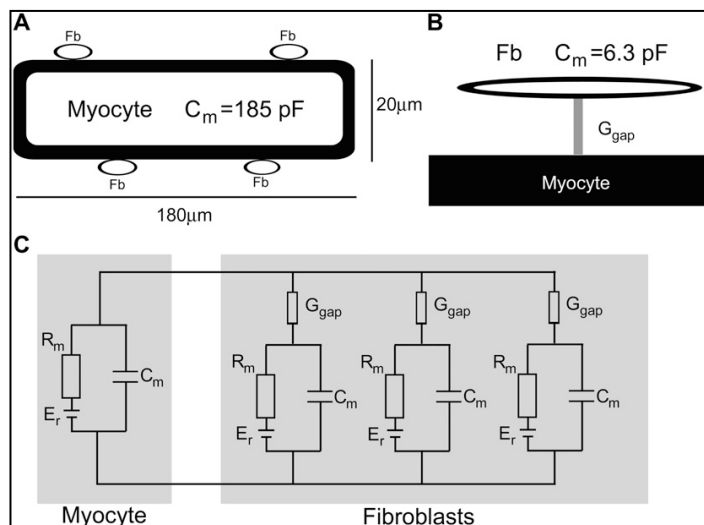 A
Fb
Fb
Myocyte C_m=185 pF
20μm
Fb
Fb
180μm
B
Fb C_m=6.3 pF
G_gap
Myocyte
C
G_gap
G_gap
G_gap
R_m
C_m
E_r
R_m
C_m
E_r
R_m
C_m
E_r
R_m
C_m
E_r
Myocyte
Fibroblasts